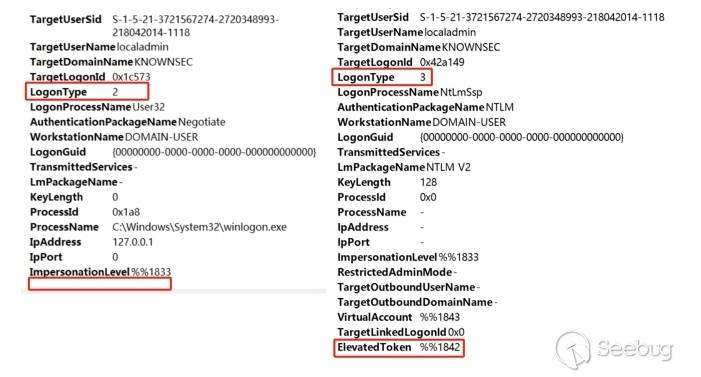 TargetUserSid S-1-5-21-3721567274-2720348993-
218042014-1118
TargetUserName localadmin
TargetDomainName KNOWNSEC
TargetLogonId 0x1c573
LogonType 2
LogonProcessName User32
AuthenticationPackageName Negotiate
WorkstationName DOMAIN-USER
LogonGuid {00000000-0000-0000-0000-000000000000}
TransmittedServices -
LmPackageName -
KeyLength 0
ProcessId 0x1a8
ProcessName C:\Windows\System32\winlogon.exe
IpAddress 127.0.0.1
IpPort 0
ImpersonationLevel %%1833
TargetUserSid S-1-5-21-3721567274-2720348993-
218042014-1118
TargetUserName localadmin
TargetDomainName KNOWNSEC
TargetLogonId 0x42a149
LogonType 3
LogonProcessName NtLmSsp
AuthenticationPackageName NTLM
WorkstationName DOMAIN-USER
LogonGuid {00000000-0000-0000-0000-000000000000}
TransmittedServices -
LmPackageName NTLM V2
KeyLength 128
ProcessId 0x0
ProcessName -
IpAddress -
IpPort -
ImpersonationLevel %%1833
RestrictedAdminMode -
TargetOutboundUserName -
TargetOutboundDomainName -
VirtualAccount %%1843
TargetLinkedLogonId 0x0
ElevatedToken %%1842
Seebug